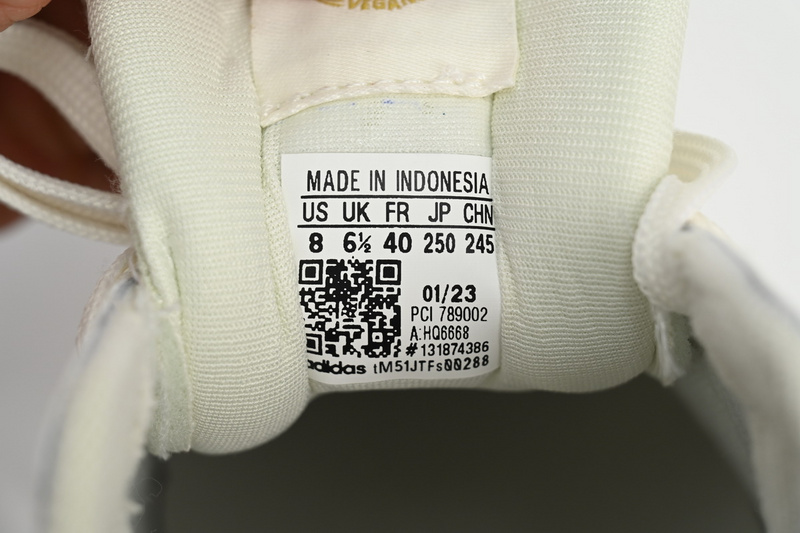 VEGAN
MADE IN INDONESIA
US UK FR JP CHN
8 6½ 40 250 245
01/23
PCI 789002
A:HQ6668
#131874386
adidas tM51JTFs00288